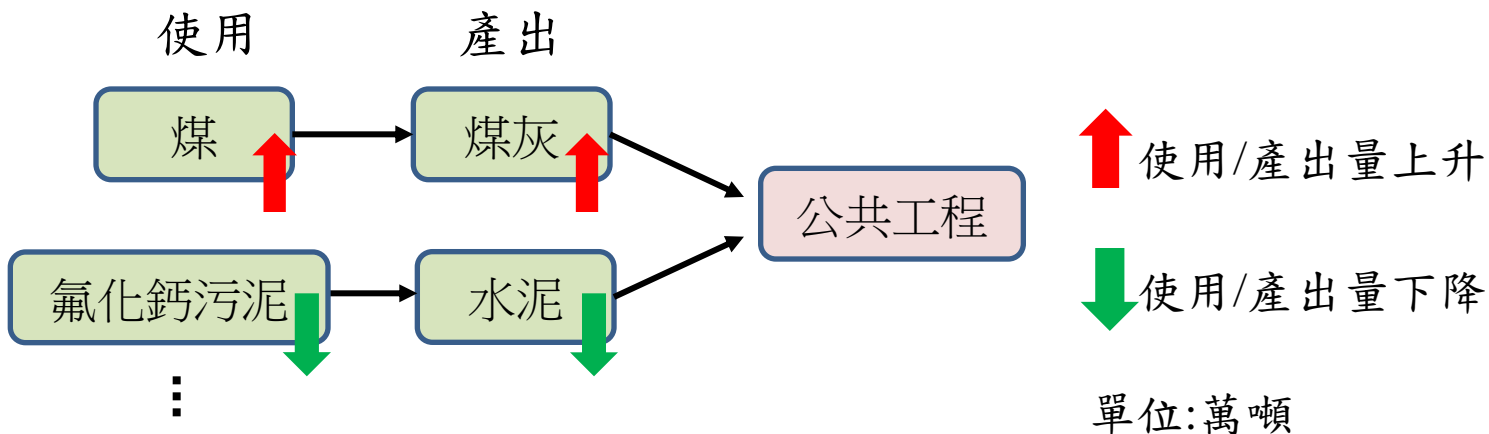 使用
產出
煤
煤灰
公共工程
使用/產出量上升
氟化鈣污泥
水泥
使用/產出量下降
單位:萬噸